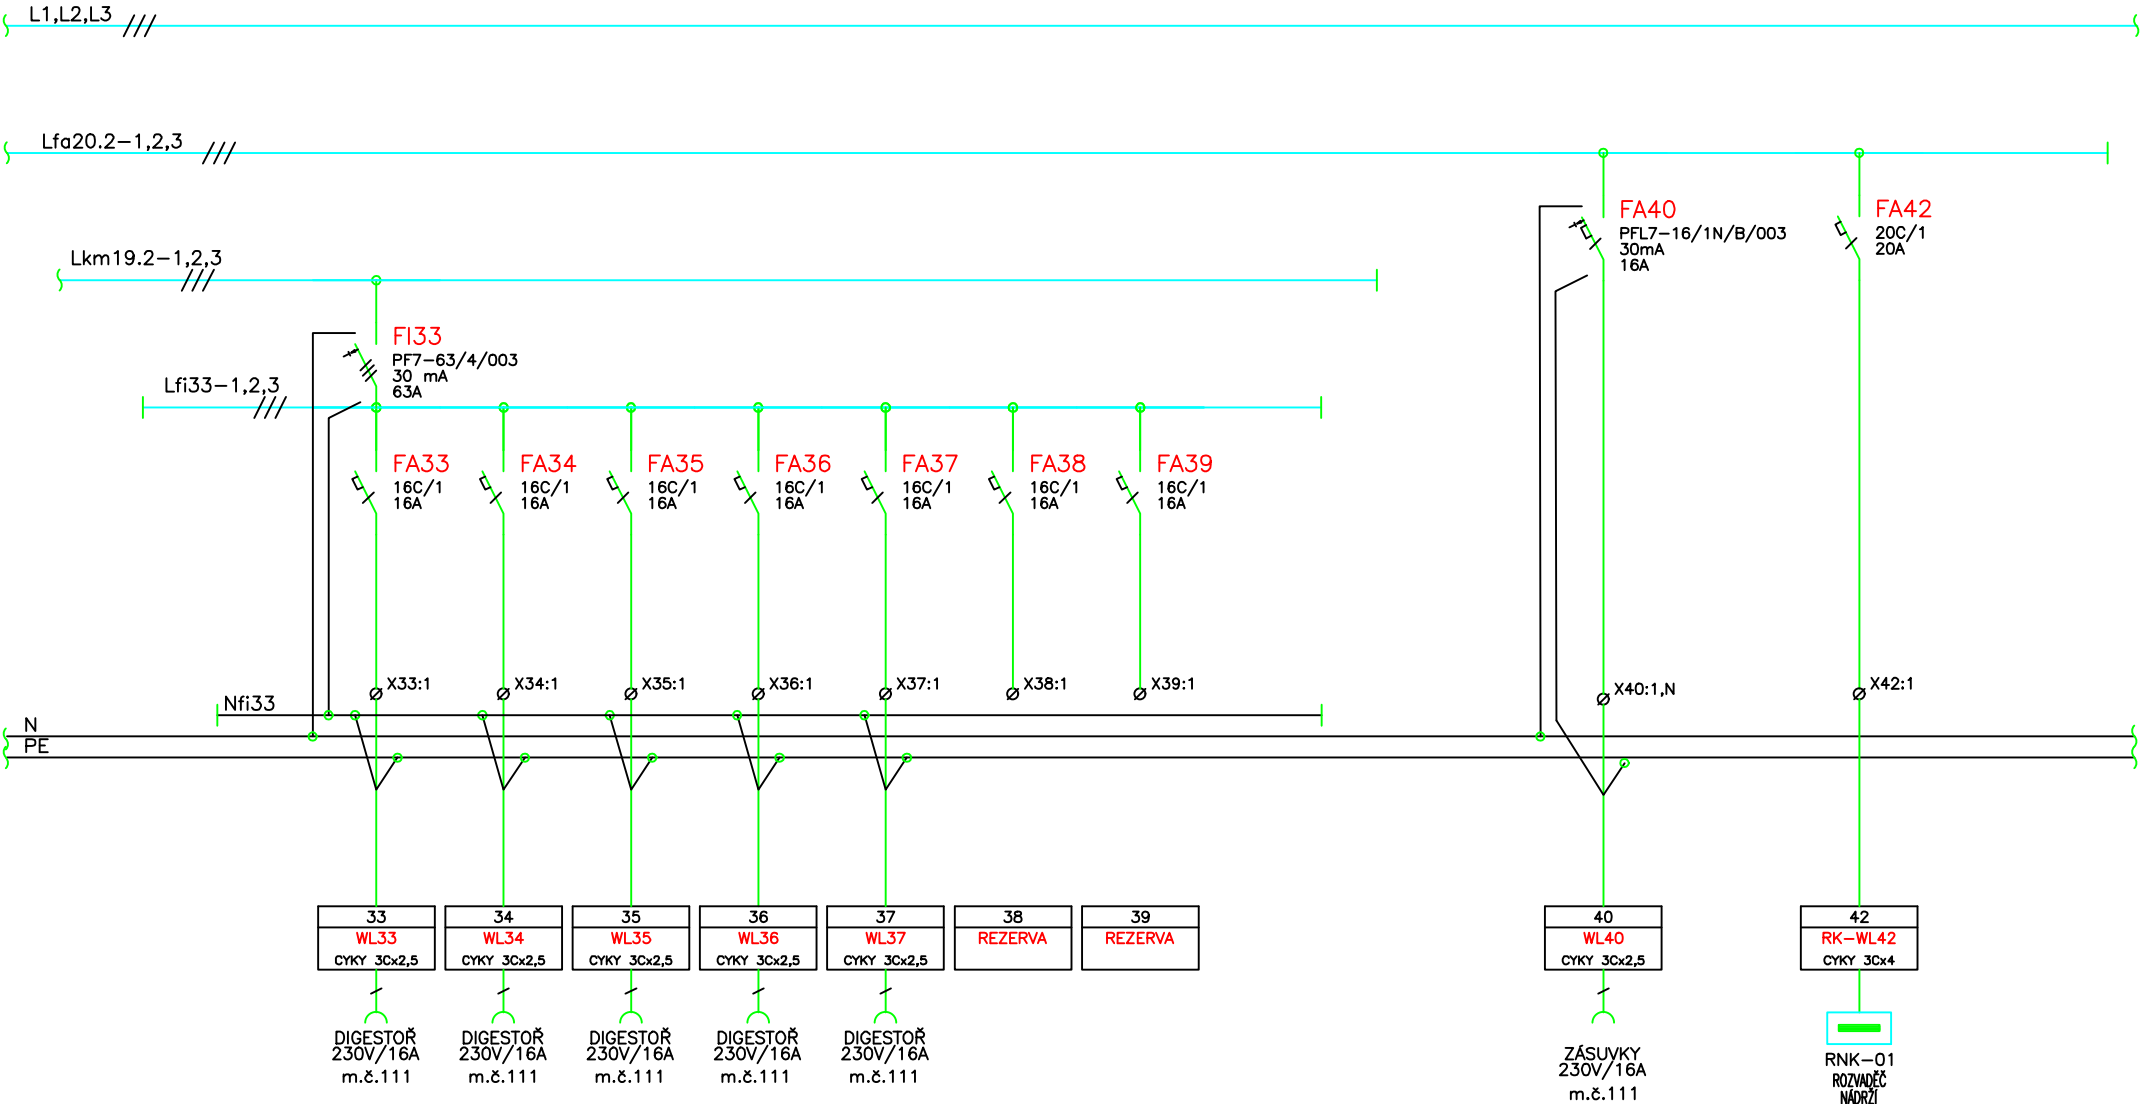 L1,L2,L3
Lfa20.2-1,2,3
FA40
PFL7-16/1N/B/003
30mA
16A
FA42
20C/1
20A
Lkm19.2-1,2,3
FI33
PF7-63/4/003
30 mA
63A
Lfi33-1,2,3
FA33
16C/1
16A
FA34
16C/1
16A
FA35
16C/1
16A
FA36
16C/1
16A
FA37
16C/1
16A
FA38
16C/1
16A
FA39
16C/1
16A
X33:1
X34:1
X35:1
X36:1
X37:1
X38:1
X39:1
X40:1,N
X42:1
Nfi33
N
PE
33
WL33
CYKY 3Cx2,5
DIGESTOŘ
230V/16A
m.č.111
34
WL34
CYKY 3Cx2,5
DIGESTOŘ
230V/16A
m.č.111
35
WL35
CYKY 3Cx2,5
DIGESTOŘ
230V/16A
m.č.111
36
WL36
CYKY 3Cx2,5
DIGESTOŘ
230V/16A
m.č.111
37
WL37
CYKY 3Cx2,5
DIGESTOŘ
230V/16A
m.č.111
38
REZERVA
39
REZERVA
40
WL40
CYKY 3Cx2,5
ZÁSUVKY
230V/16A
m.č.111
42
RK-WL42
CYKY 3Cx4
RNK-01
ROZVADĚČ
NÁDRŽÍ